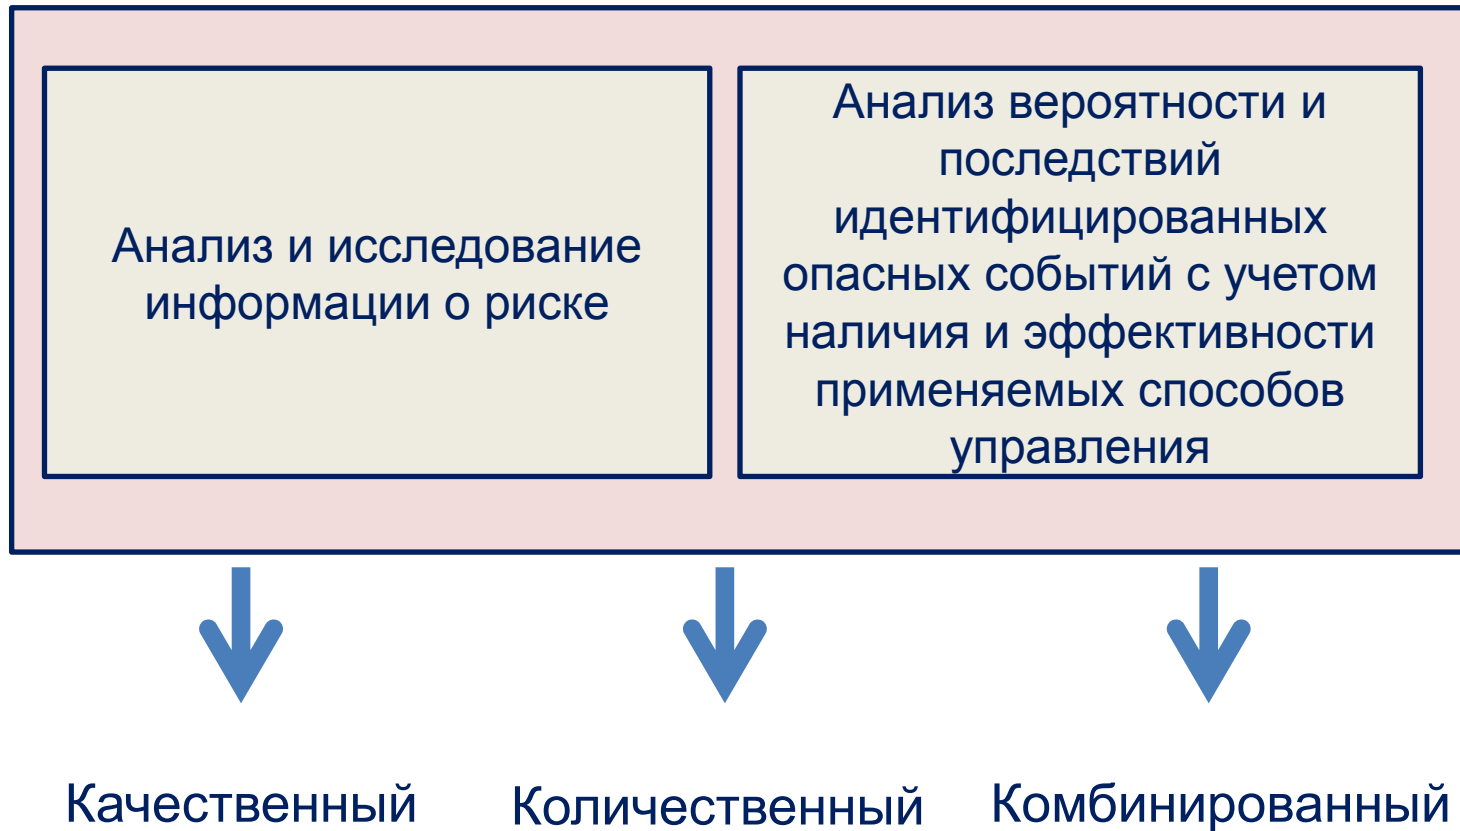 Анализ и исследование
информации о риске
Анализ вероятности и
последствий
идентифицированных
опасных событий с учетом
наличия и эффективности
применяемых способов
управления
Качественный
Количественный
Комбинированный